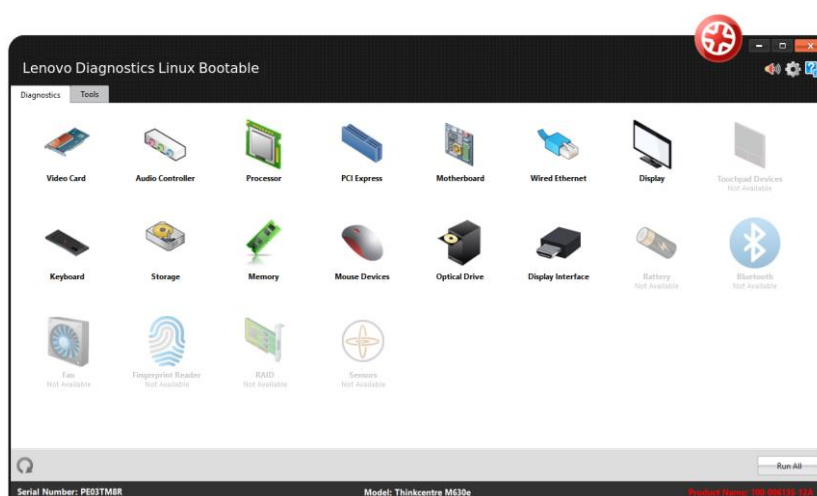 Lenovo Diagnostics Linux Bootable
Diagnostics Tools
Video Card Audio Controller Processor PCI Express Motherboard Wired Ethernet Display Touchpad Devices
Not Available
Keyboard Storage Memory Mouse Devices Optical Drive Display Interface Battery Bluetooth
Not Available Not Available
Fan Fingerprint Reader RAID Sensors
Not Available Not Available Not Available Not Available
Run All
Serial Number: PE03TM8R Model: Thinkcentre M630e Product Name: